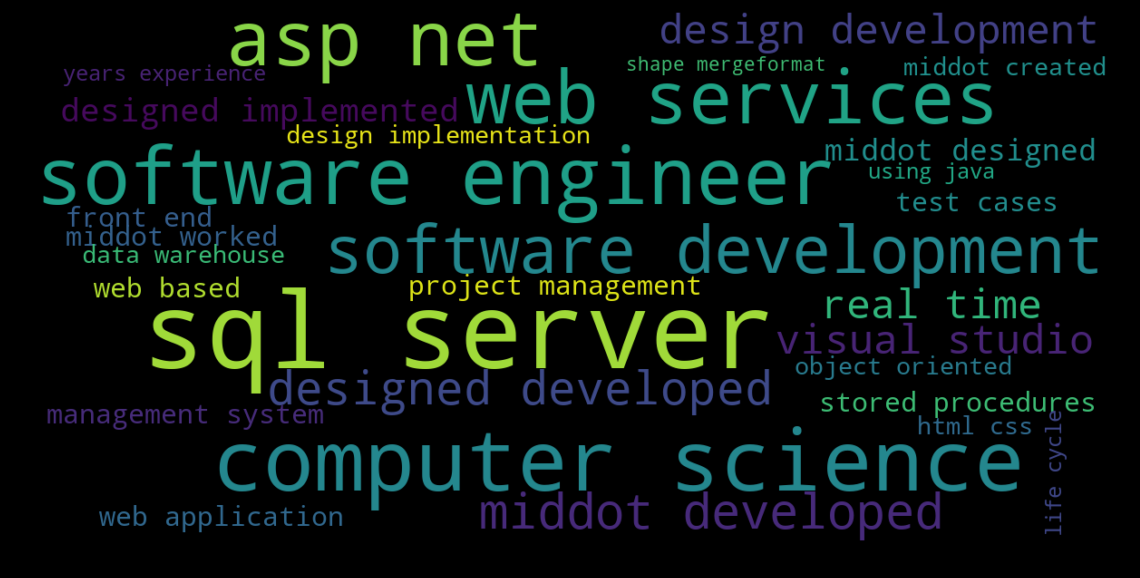 asp net
design development
years experience
shape mergeformat
middot created
web services
designed implemented
design implementation
software engineer
middot designed
using java
test cases
front end
middot worked
software development
data warehouse
web based
project management
sql server
real time
visual studio
object oriented
designed developed
management system
stored procedures
html css
life cycle
computer science
web application
middot developed